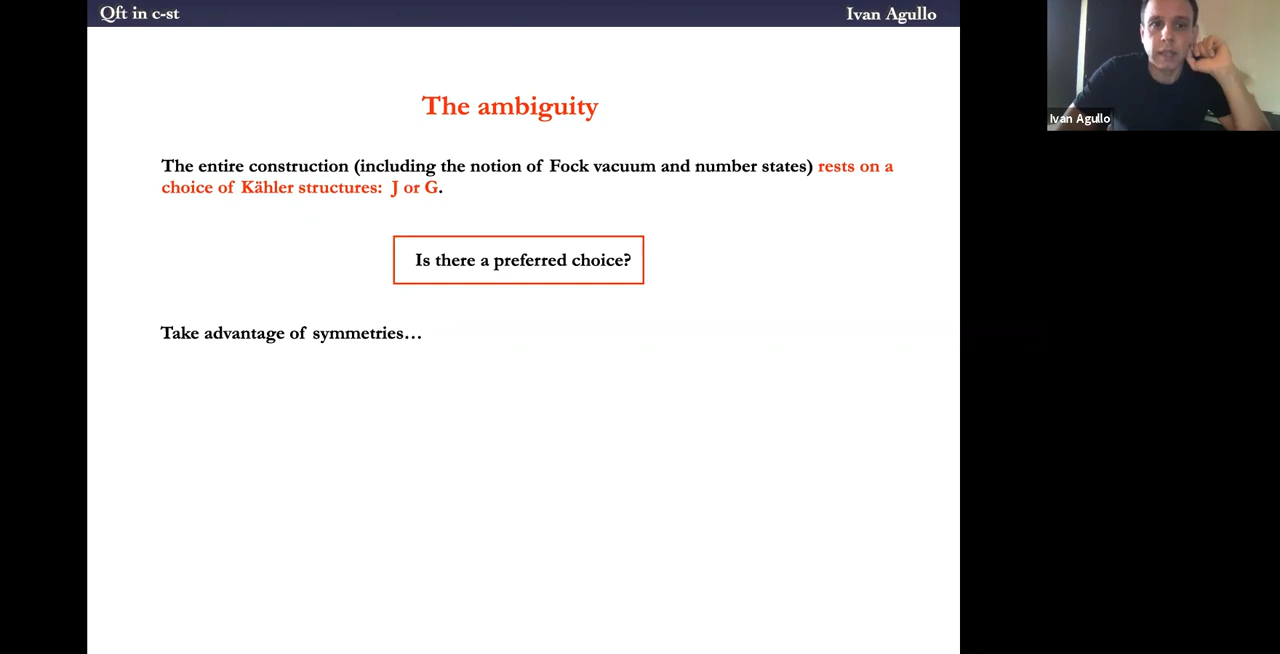 Qft in c-st
Ivan Agullo
The ambiguity
The entire construction (including the notion of Fock vacuum and number states) rests on a
choice of Kähler structures: J or G.
Is there a preferred choice?
Take advantage of symmetries…
Ivan Agullo